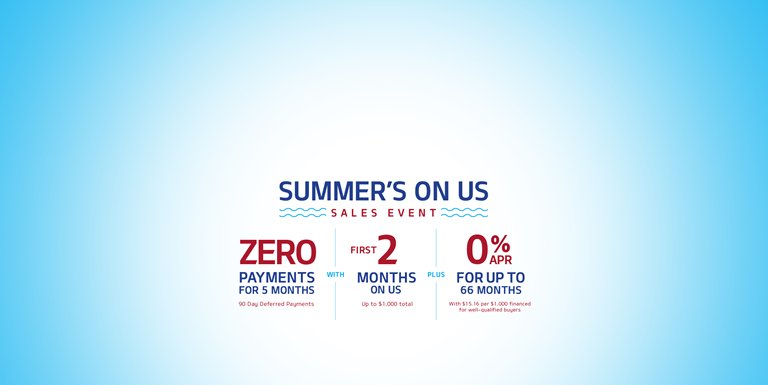 SUMMER'S ON US
SALES EVENT
ZERO
PAYMENTS
FOR 5 MONTHS
90 Day Deferred Payments
WITH
FIRST 2
MONTHS
ON US
Up to $1,000 total
PLUS
0% APR
FOR UP TO
66 MONTHS
With $15.16 per $1,000 financed
for well-qualified buyers